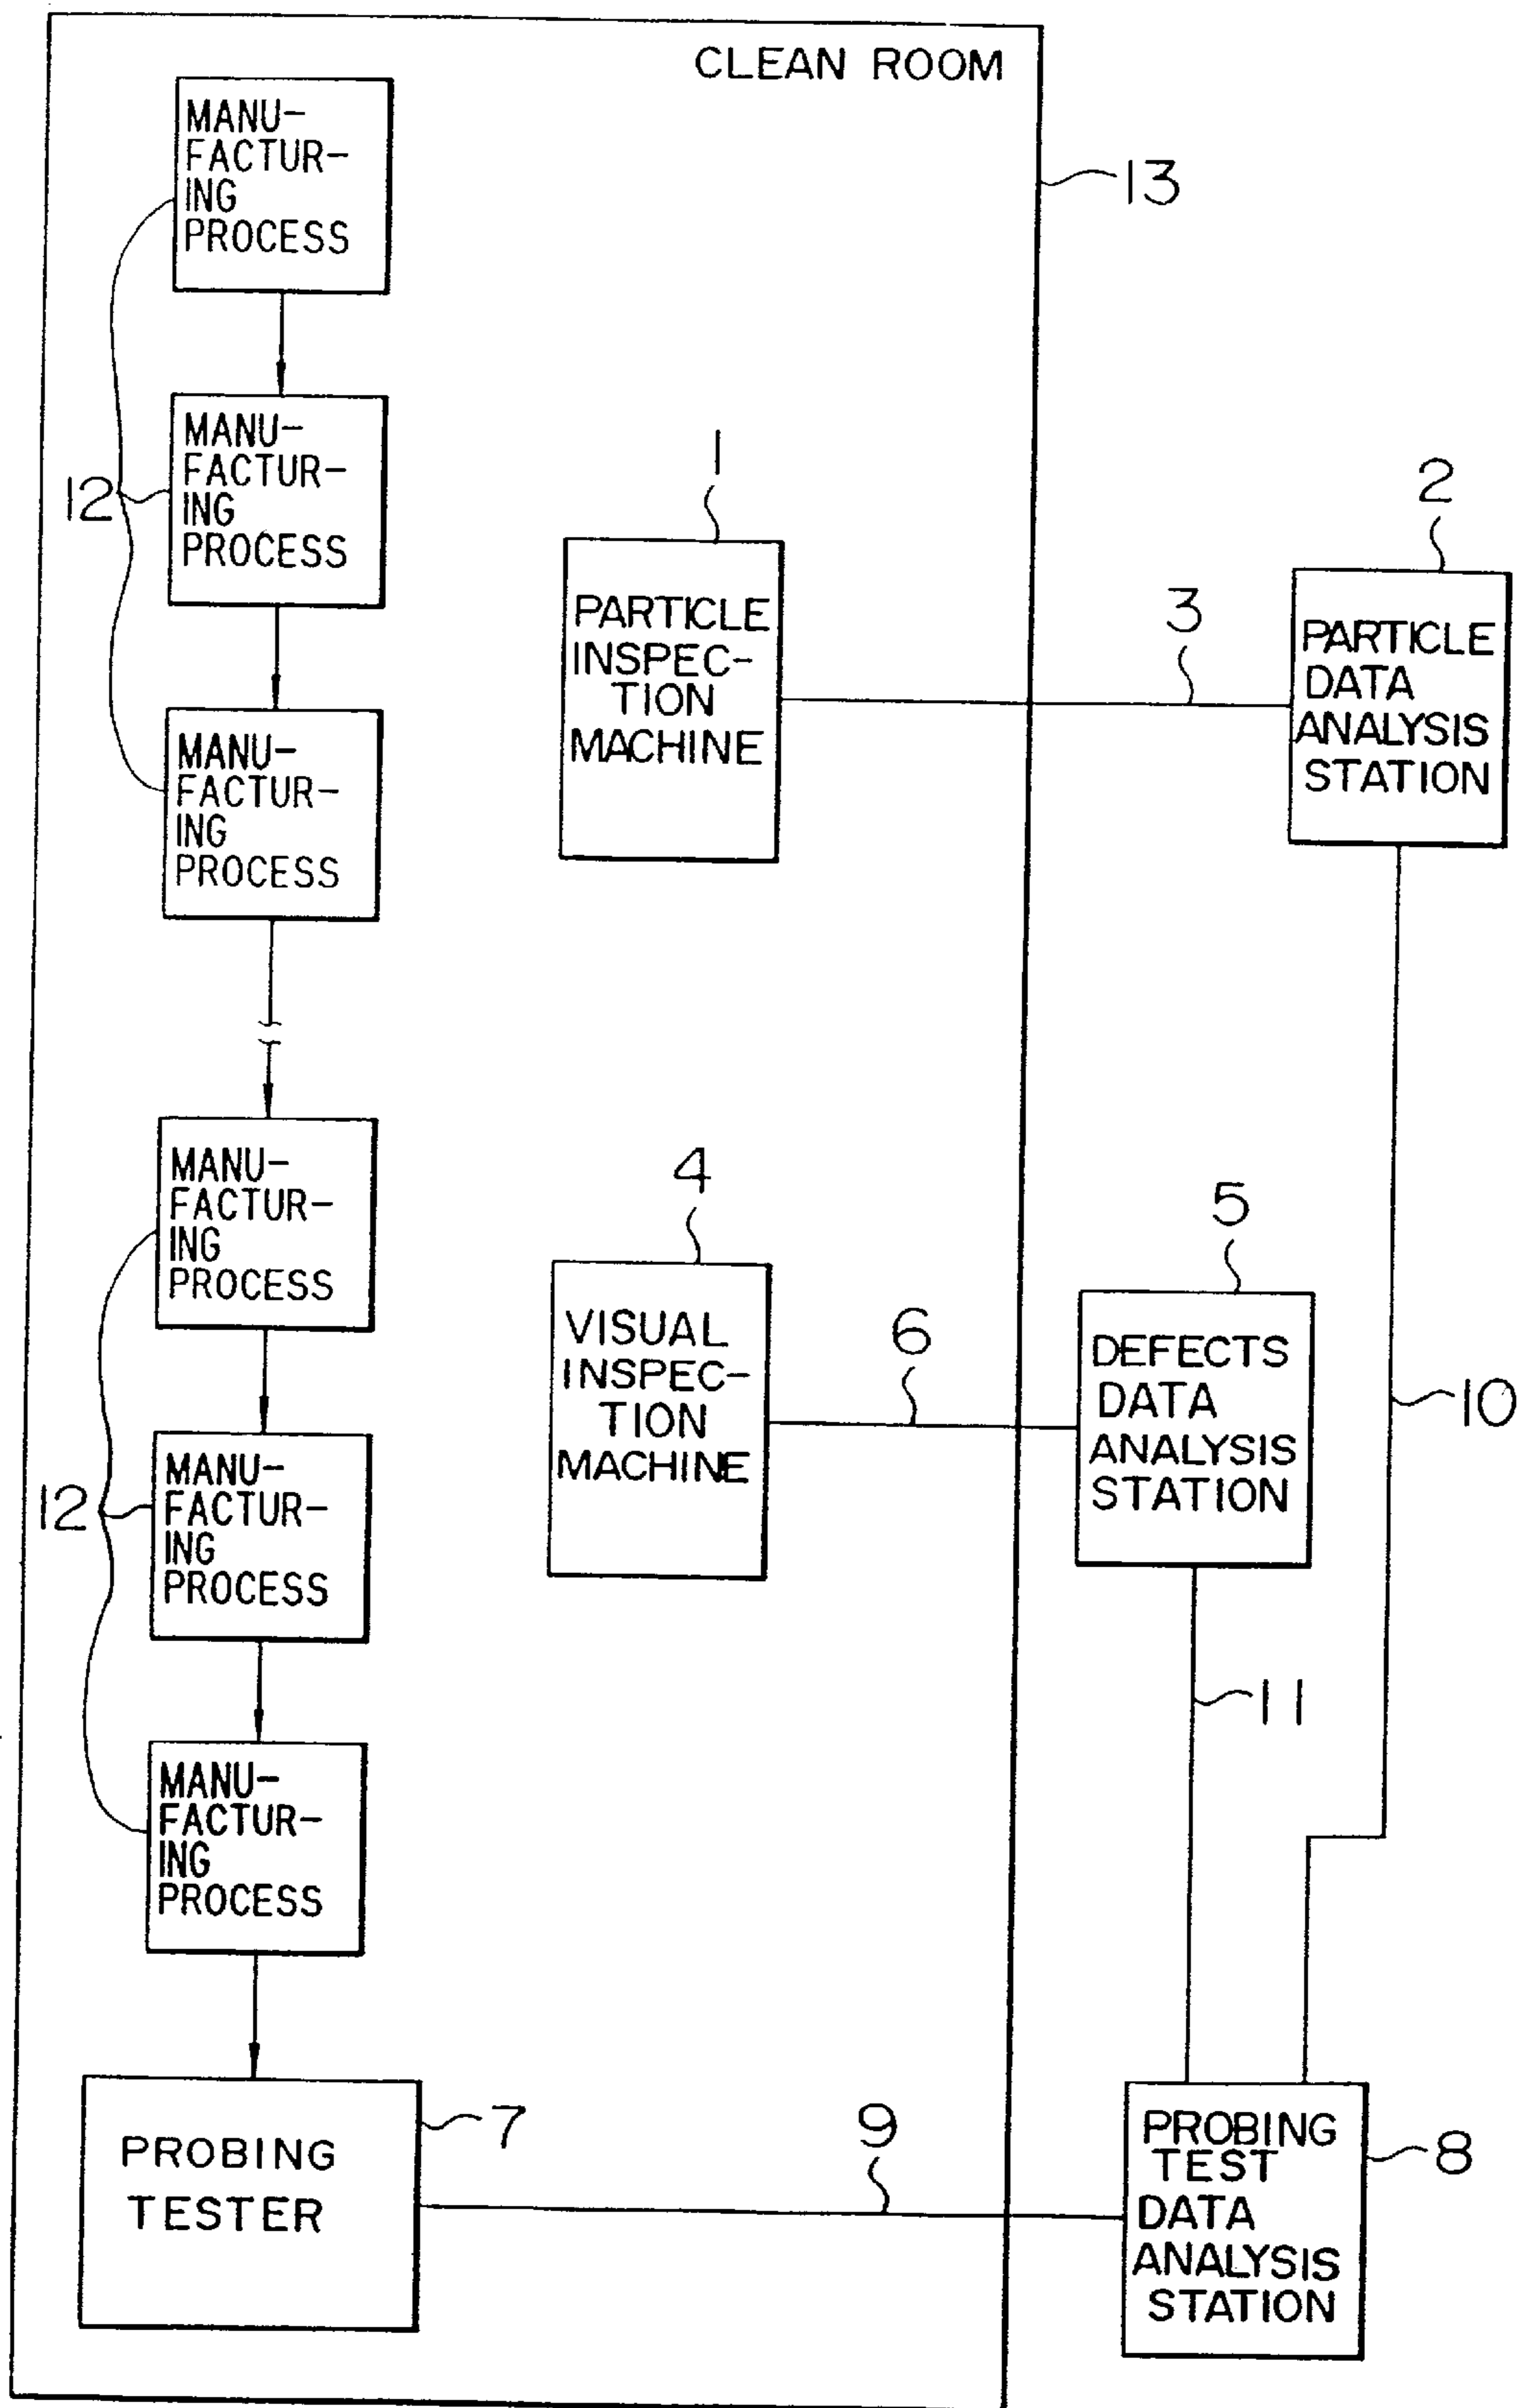 CLEAN ROOM
13
MANU-
FACTUR-
ING
PROCESS
12
MANU-
FACTUR-
ING
PROCESS
MANU-
FACTUR-
ING
PROCESS
1
PARTICLE
INSPEC-
TION
MACHINE
3
2
PARTICLE
DATA
ANALYSIS
STATION
MANU-
FACTUR-
ING
PROCESS
12
MANU-
FACTUR-
ING
PROCESS
MANU-
FACTUR-
ING
PROCESS
4
VISUAL
INSPEC-
TION
MACHINE
6
5
DEFECTS
DATA
ANALYSIS
STATION
10
11
PROBING
TESTER
7
9
PROBING
TEST
DATA
ANALYSIS
STATION
8